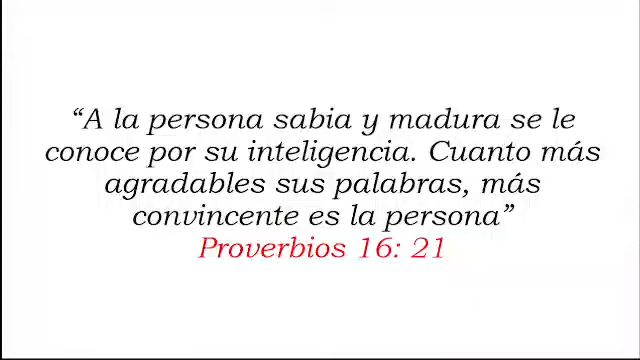 “A la persona sabia y madura se le
conoce por su inteligencia. Cuanto más
agradables sus palabras, más
convincente es la persona”
Proverbios 16: 21